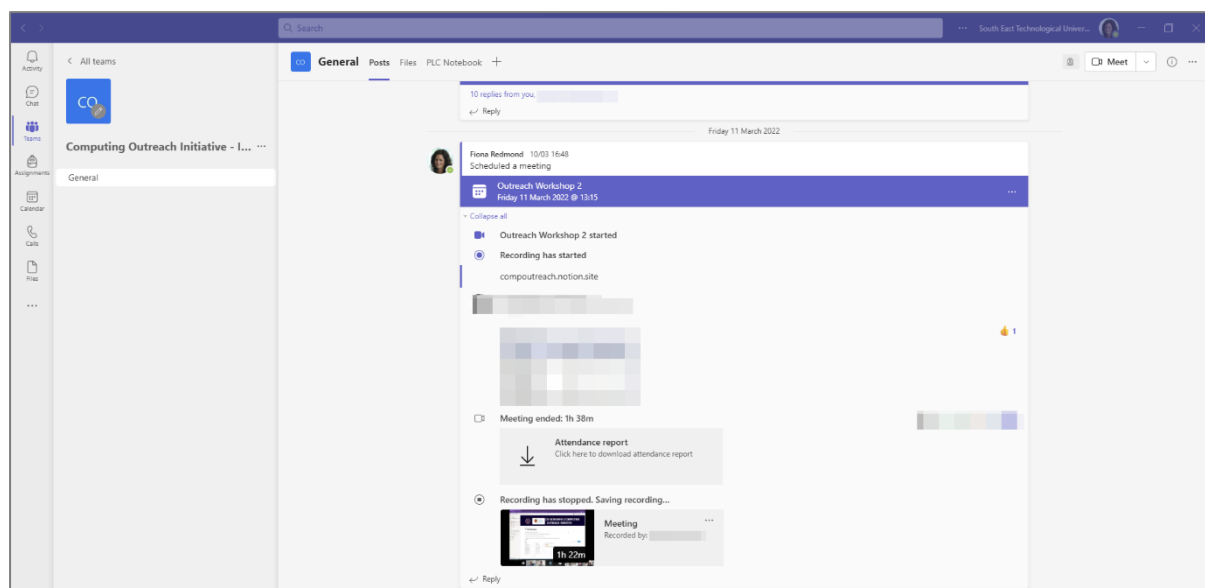 Search
South East Technological Univer...
Activity
Chat
Teams
Assignments
Calendar
Calls
Files
All teams
CO
Computing Outreach Initiative - I...
General
CO General Posts Files PLC Notebook
Meet
10 replies from you,
Reply
Friday 11 March 2022
Fiona Redmond 10/03 16:48
Scheduled a meeting
Outreach Workshop 2
Friday 11 March 2022 @ 13:15
Collapse all
Outreach Workshop 2 started
Recording has started
compoutreach.notion.site
1
Meeting ended: 1h 38m
Attendance report
Click here to download attendance report
Recording has stopped. Saving recording...
Meeting
Recorded by:
1h 22m
Reply